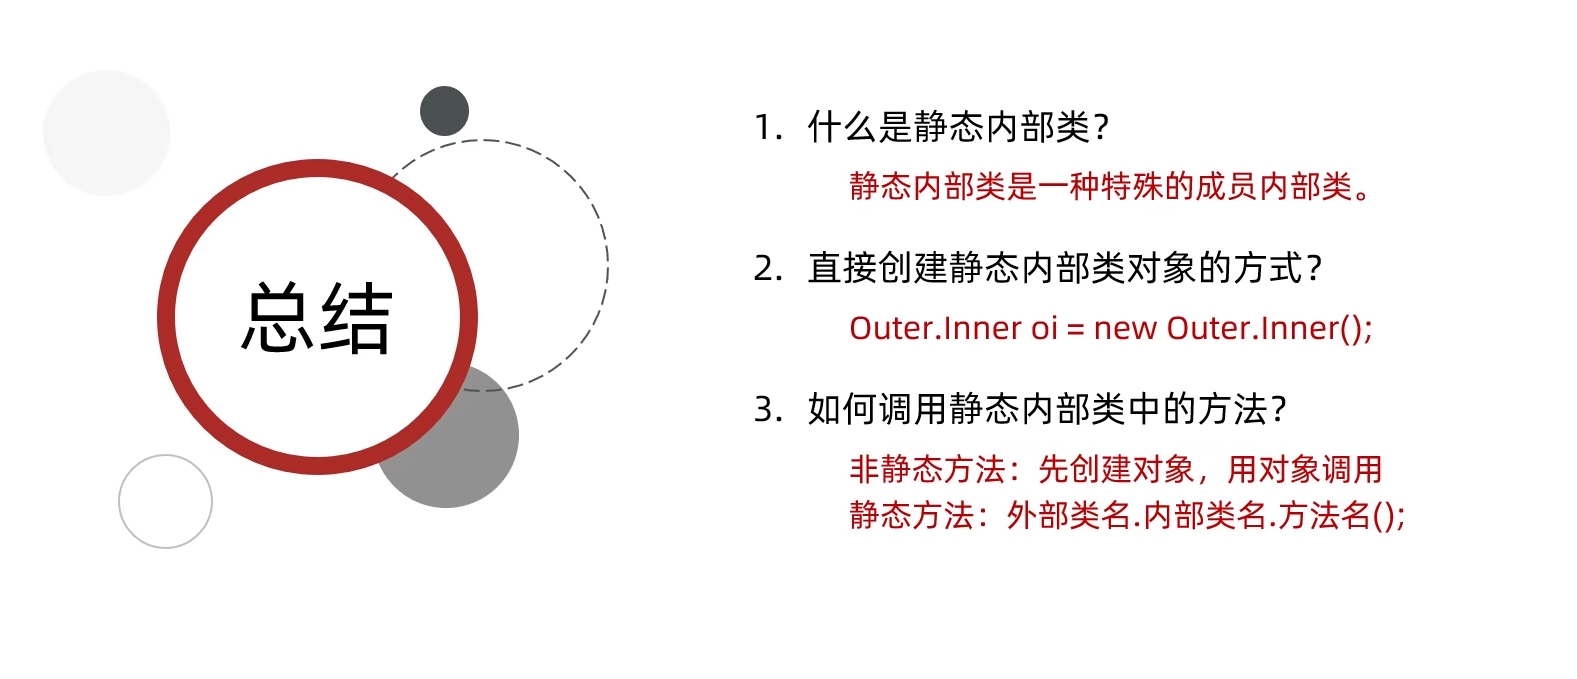 总结
1. 什么是静态内部类？
静态内部类是一种特殊的成员内部类。
2. 直接创建静态内部类对象的方式？
Outer.Inner oi = new Outer.Inner();
3. 如何调用静态内部类中的方法？
非静态方法：先创建对象，用对象调用
静态方法：外部类名.内部类名.方法名();